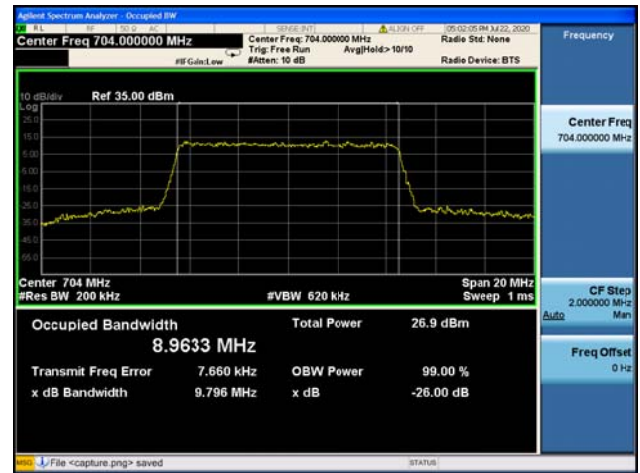 Agilent Spectrum Analyzer - Occupied BW
RL RF 50 Ω AC SENSE:INT ALIGN OFF 05:02:05 PM Jul 22, 2020
Center Freq 704.000000 MHz
Center Freq: 704.000000 MHz
Radio Std: None
Trig: Free Run Avg|Hold:> 10/10
#IFGain:Low #Atten: 10 dB Radio Device: BTS
Frequency
10 dB/div Ref 35.00 dBm
Log
25.0
15.0
5.00
-5.00
-15.0
-25.0
-35.0
-45.0
-55.0
Center Freq
704.000000 MHz
Center 704 MHz Span 20 MHz
#Res BW 200 kHz #VBW 620 kHz Sweep 1 ms
CF Step
2.000000 MHz
Auto Man
Occupied Bandwidth Total Power 26.9 dBm
8.9633 MHz
Transmit Freq Error 7.660 kHz OBW Power 99.00 %
x dB Bandwidth 9.796 MHz x dB -26.00 dB
Freq Offset
0 Hz
MSG File <capture.png> saved STATUS